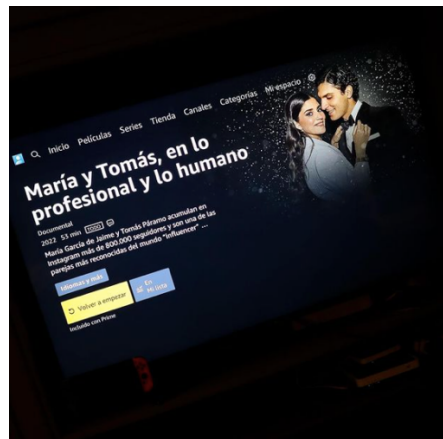 Inicio Películas Series Tienda Canales Categorías Mi espacio
María y Tomás, en lo
profesional y lo humano
Documental
2022 53 min TODOS
María García de Jaime y Tomás Páramo acumulan en
Instagram más de 800.000 seguidores y son una de las
parejas más reconocidas del mundo "influencer" ...
Idiomas y más
Volver a empezar
En
Mi lista
Incluido con Prime